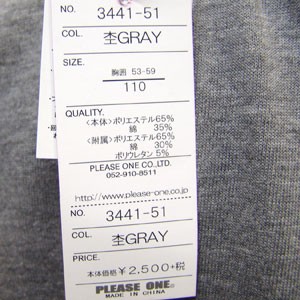 NO. 3441-51
COL. 杢GRAY
SIZE.
胸囲 53-59
110
QUALITY.
<本体>ポリエステル65%
綿 35%
<附属>ポリエステル65%
綿 30%
ポリウレタン 5%
PLEASE ONE CO.LTD.
052-910-8511
http://www.please-one.co.jp
NO. 3441-51
COL. 杢GRAY
PRICE.
本体価格 ¥2,500+税
PLEASE ONE.
MADE IN CHINA